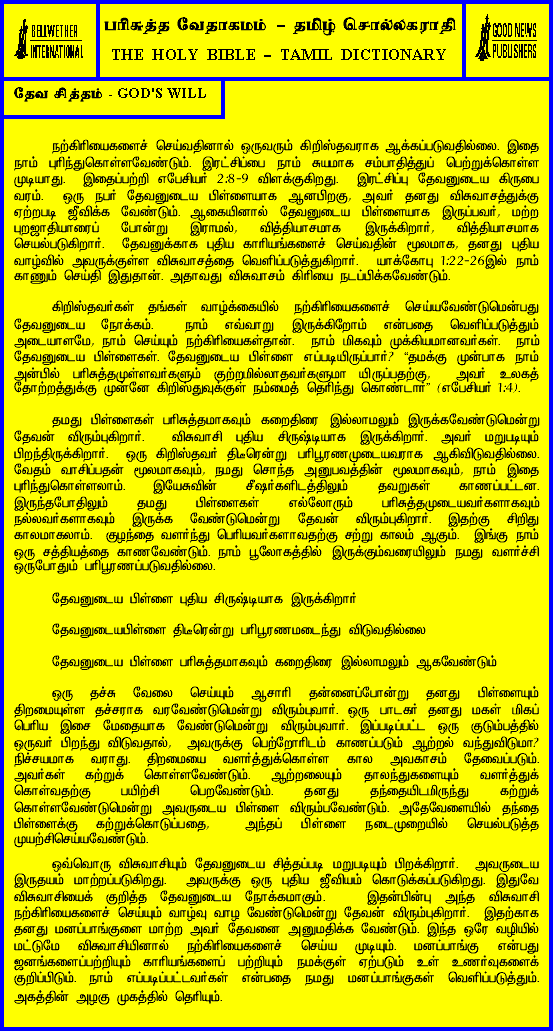 BELLWETHER
INTERNATIONAL
பரிசுத்த வேதாகமம் – தமிழ் சொல்லகராதி
THE HOLY BIBLE – TAMIL DICTIONARY
GOOD NEWS
PUBLISHERS
தேவ சித்தம் - GOD'S WILL
நற்கிரியைகளைச் செய்வதினால் ஒருவரும் கிறிஸ்தவராக ஆக்கப்படுவதில்லை. இதை
நாம் புரிந்துகொள்ளவேண்டும். இரட்சிப்பை நாம் சுயமாக சம்பாதித்துப் பெற்றுக்கொள்ள
முடியாது. இதைப்பற்றி எபேசியர் 2:8-9 விளக்குகிறது. இரட்சிப்பு தேவனுடைய கிருபை
வரம். ஒரு நபர் தேவனுடைய பிள்ளையாக ஆனபிறகு, அவர் தனது விசுவாசத்துக்கு
ஏற்றபடி ஜீவிக்க வேண்டும். ஆகையினால் தேவனுடைய பிள்ளையாக இருப்பவர், மற்ற
புறஜாதியாரைப் போன்று இராமல், வித்தியாசமாக இருக்கிறார், வித்தியாசமாக
செயல்படுகிறார். தேவனுக்காக புதிய காரியங்களைச் செய்வதின் மூலமாக, தனது புதிய
வாழ்வில் அவருக்குள்ள விசுவாசத்தை வெளிப்படுத்துகிறார். யாக்கோபு 1:22-26இல் நாம்
காணும் செய்தி இதுதான். அதாவது விசுவாசம் கிரியை நடப்பிக்கவேண்டும்.
கிறிஸ்தவர்கள் தங்கள் வாழ்க்கையில் நற்கிரியைகளைச் செய்யவேண்டுமென்பது
தேவனுடைய நோக்கம். நாம் எவ்வாறு இருக்கிறோம் என்பதை வெளிப்படுத்தும்
அடையாளமே, நாம் செய்யும் நற்கிரியைகள்தான். நாம் மிகவும் முக்கியமானவர்கள். நாம்
தேவனுடைய பிள்ளைகள். தேவனுடைய பிள்ளை எப்படியிருப்பார்? “தமக்கு முன்பாக நாம்
அன்பில் பரிசுத்தமுள்ளவர்களும் குற்றமில்லாதவர்களுமா யிருப்பதற்கு, அவர் உலகத்
தோற்றத்துக்கு முன்னே கிறிஸ்துவுக்குள் நம்மைத் தெரிந்து கொண்டார்” (எபேசியர் 1:4).
தமது பிள்ளைகள் பரிசுத்தமாகவும் கறைதிரை இல்லாமலும் இருக்கவேண்டுமென்று
தேவன் விரும்புகிறார். விசுவாசி புதிய சிருஷ்டியாக இருக்கிறார். அவர் மறுபடியும்
பிறந்திருக்கிறார். ஒரு கிறிஸ்தவர் திடீரென்று பரிபூரணமுடையவராக ஆகிவிடுவதில்லை.
வேதம் வாசிப்பதன் மூலமாகவும், நமது சொந்த அனுபவத்தின் மூலமாகவும், நாம் இதை
புரிந்துகொள்ளலாம். இயேசுவின் சீஷர்களிடத்திலும் தவறுகள் காணப்பட்டன.
இருந்தபோதிலும் தமது பிள்ளைகள் எல்லோரும் பரிசுத்தமுடையவர்களாகவும்
நல்லவர்களாகவும் இருக்க வேண்டுமென்று தேவன் விரும்புகிறார். இதற்கு சிறிது
காலமாகலாம். குழந்தை வளர்ந்து பெரியவர்களாவதற்கு சற்று காலம் ஆகும். இங்கு நாம்
ஒரு சத்தியத்தை காணவேண்டும். நாம் பூலோகத்தில் இருக்கும்வரையிலும் நமது வளர்ச்சி
ஒருபோதும் பரிபூரணப்படுவதில்லை.
தேவனுடைய பிள்ளை புதிய சிருஷ்டியாக இருக்கிறார்
தேவனுடையபிள்ளை திடீரென்று பரிபூரணமடைந்து விடுவதில்லை
தேவனுடைய பிள்ளை பரிசுத்தமாகவும் கறைதிரை இல்லாமலும் ஆகவேண்டும்
ஒரு தச்சு வேலை செய்யும் ஆசாரி தன்னைப்போன்று தனது பிள்ளையும்
திறமையுள்ள தச்சராக வரவேண்டுமென்று விரும்புவார். ஒரு பாடகர் தனது மகள் மிகப்
பெரிய இசை மேதையாக வேண்டுமென்று விரும்புவார். இப்படிப்பட்ட ஒரு குடும்பத்தில்
ஒருவர் பிறந்து விடுவதால், அவருக்கு பெற்றோரிடம் காணப்படும் ஆற்றல் வந்துவிடுமா?
நிச்சயமாக வராது. திறமையை வளர்த்துக்கொள்ள கால அவகாசம் தேவைப்படும்.
அவர்கள் கற்றுக் கொள்ளவேண்டும். ஆற்றலையும் தாலந்துகளையும் வளர்த்துக்
கொள்வதற்கு பயிற்சி பெறவேண்டும். தனது தந்தையிடமிருந்து கற்றுக்
கொள்ளவேண்டுமென்று அவருடைய பிள்ளை விரும்பவேண்டும். அதேவேளையில் தந்தை
பிள்ளைக்கு கற்றுக்கொடுப்பதை, அந்தப் பிள்ளை நடைமுறையில் செயல்படுத்த
முயற்சிசெய்யவேண்டும்.
ஒவ்வொரு விசுவாசியும் தேவனுடைய சித்தப்படி மறுபடியும் பிறக்கிறார். அவருடைய
இருதயம் மாற்றப்படுகிறது. அவருக்கு ஒரு புதிய ஜீவியம் கொடுக்கப்படுகிறது. இதுவே
விசுவாசியைக் குறித்த தேவனுடைய நோக்கமாகும். இதன்பின்பு அந்த விசுவாசி
நற்கிரியைகளைச் செய்யும் வாழ்வு வாழ வேண்டுமென்று தேவன் விரும்புகிறார். இதற்காக
தனது மனப்பாங்குளை மாற்ற அவர் தேவனை அனுமதிக்க வேண்டும். இந்த ஒரே வழியில்
மட்டுமே விசுவாசியினால் நற்கிரியைகளைச் செய்ய முடியும். மனப்பாங்கு என்பது
ஜனங்களைப்பற்றியும் காரியங்களைப் பற்றியும் நமக்குள் ஏற்படும் உள் உணர்வுகளைக்
குறிப்பிடும். நாம் எப்படிப்பட்டவர்கள் என்பதை நமது மனப்பாங்குகள் வெளிப்படுத்தும்.
அகத்தின் அழகு முகத்தில் தெரியும்.